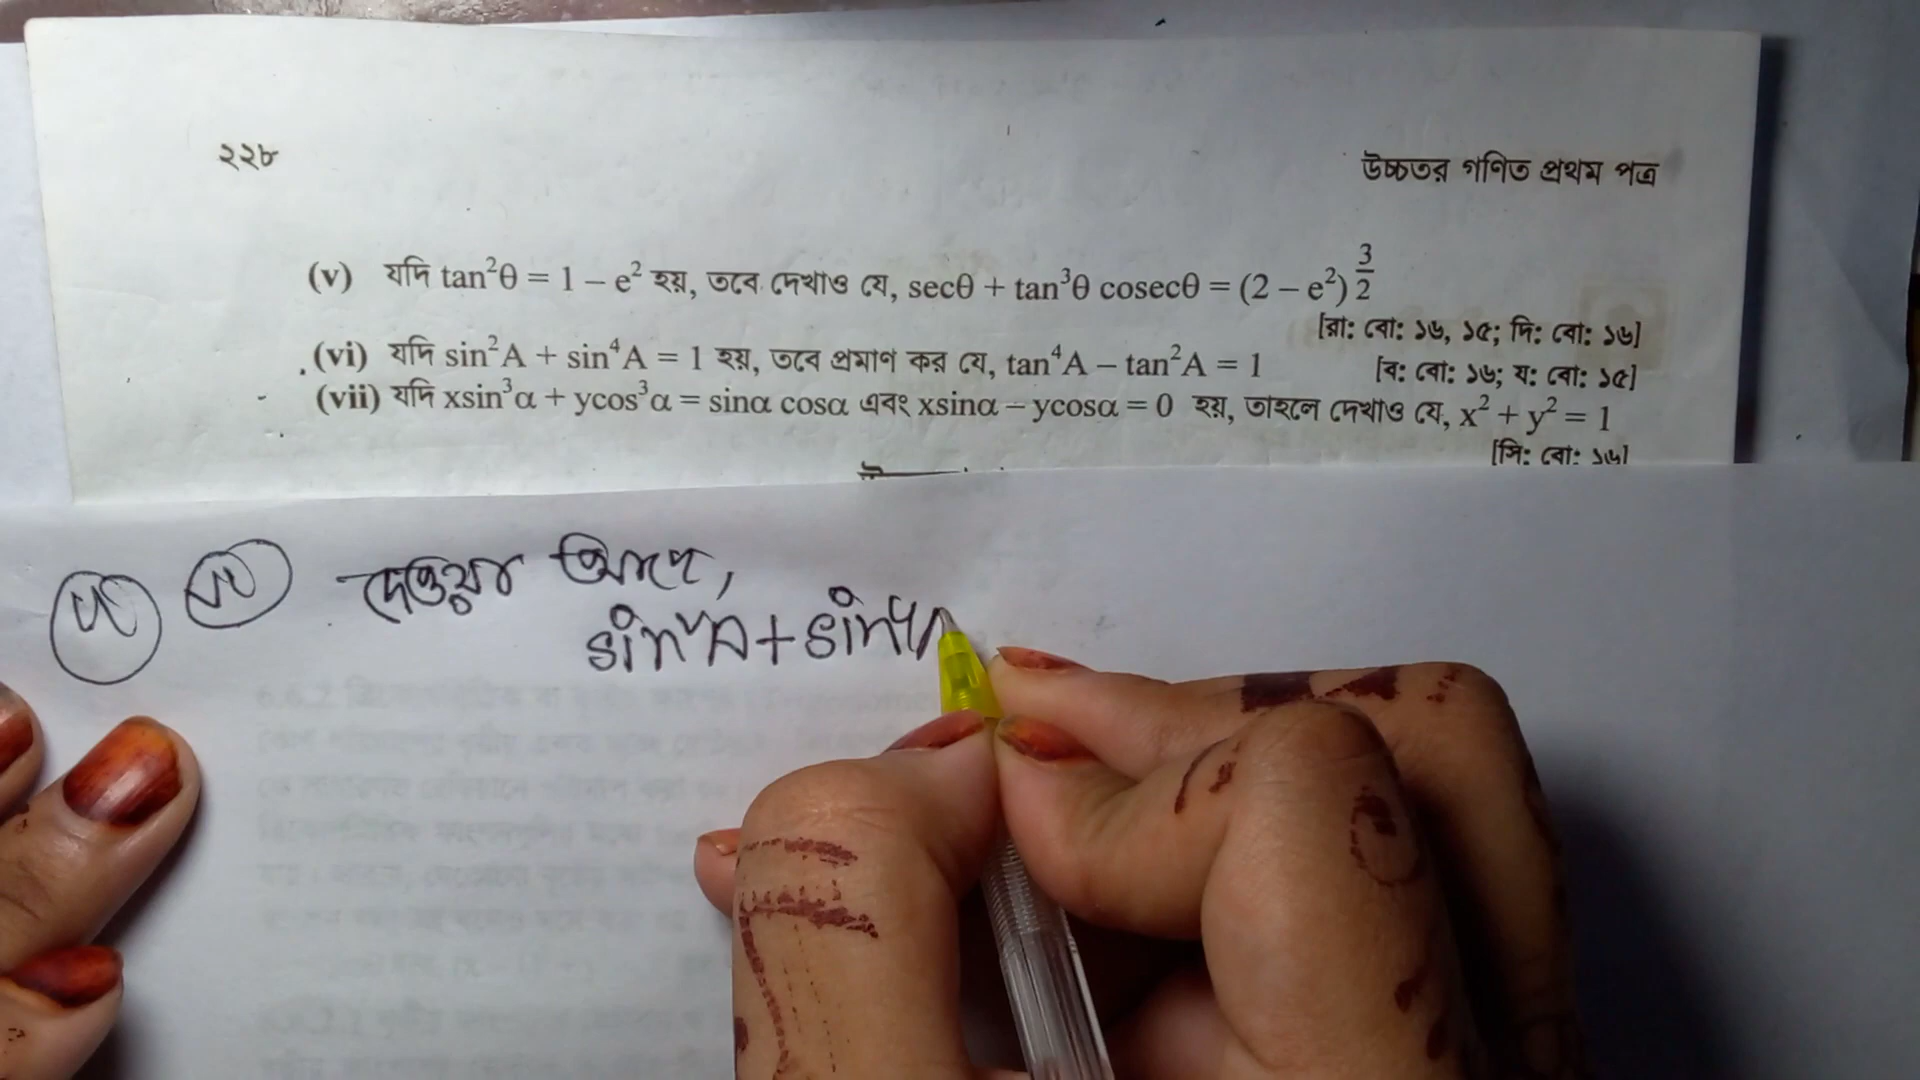 ২২৮
উচ্চতর গণিত প্রথম পত্র
(v) যদি tan²θ = 1 – e² হয়, তবে দেখাও যে, secθ + tan³θ cosecθ = (2 – e²)^(3/2)
[রা: বো: ১৬, ১৫; দি: বো: ১৬]
(vi) যদি sin²A + sin⁴A = 1 হয়, তবে প্রমাণ কর যে, tan⁴A – tan²A = 1 [ব: বো: ১৬; য: বো: ১৫]
(vii) যদি xsin³α + ycos³α = sinα cosα এবং xsinα – ycosα = 0 হয়, তাহলে দেখাও যে, x² + y² = 1
[সি: বো: ১৬]
দেওয়া আছে,
sin²A + sin⁴A